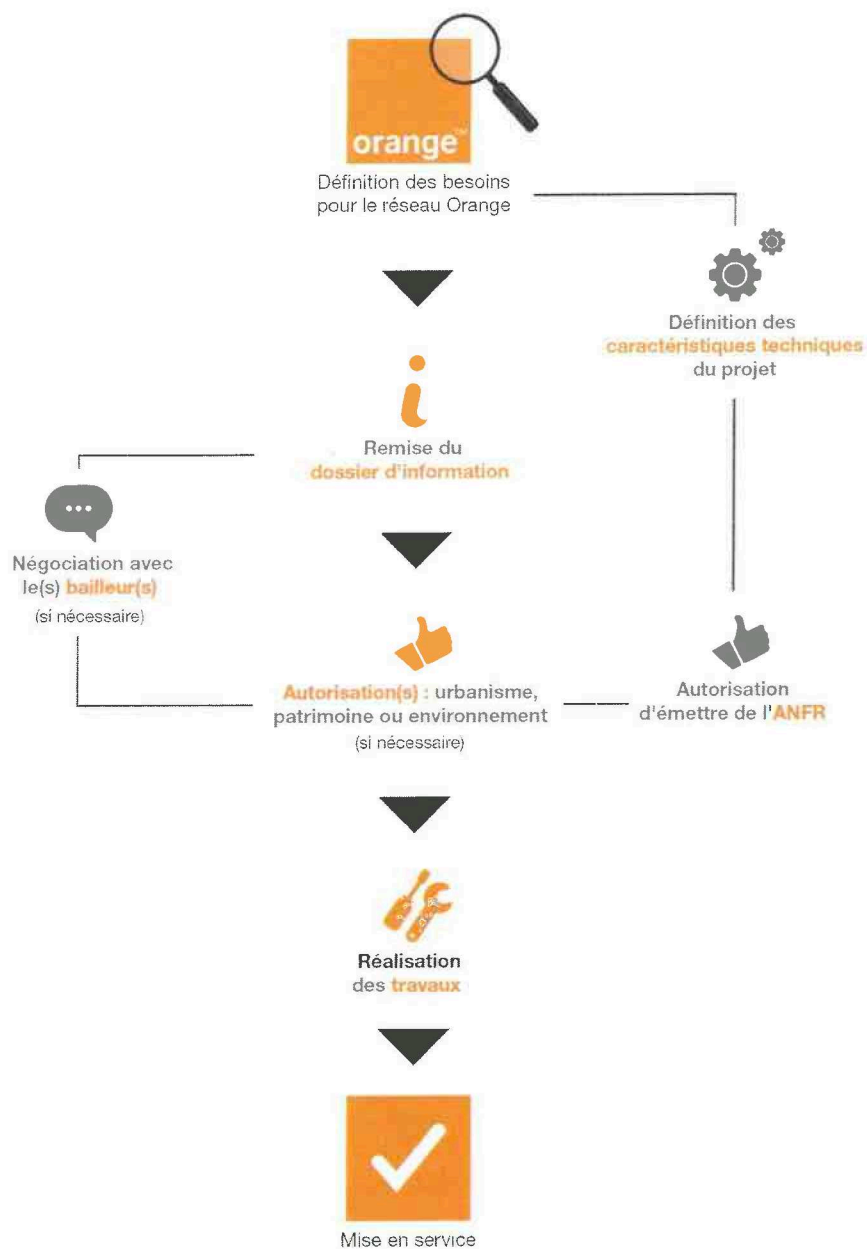 orange™
Définition des besoins
pour le réseau Orange
Définition des
caractéristiques techniques
du projet
Remise du
dossier d'information
Négociation avec
le(s) bailleur(s)
(si nécessaire)
Autorisation(s) : urbanisme,
patrimoine ou environnement
(si nécessaire)
Autorisation
d'émettre de l'ANFR
Réalisation
des travaux
Mise en service